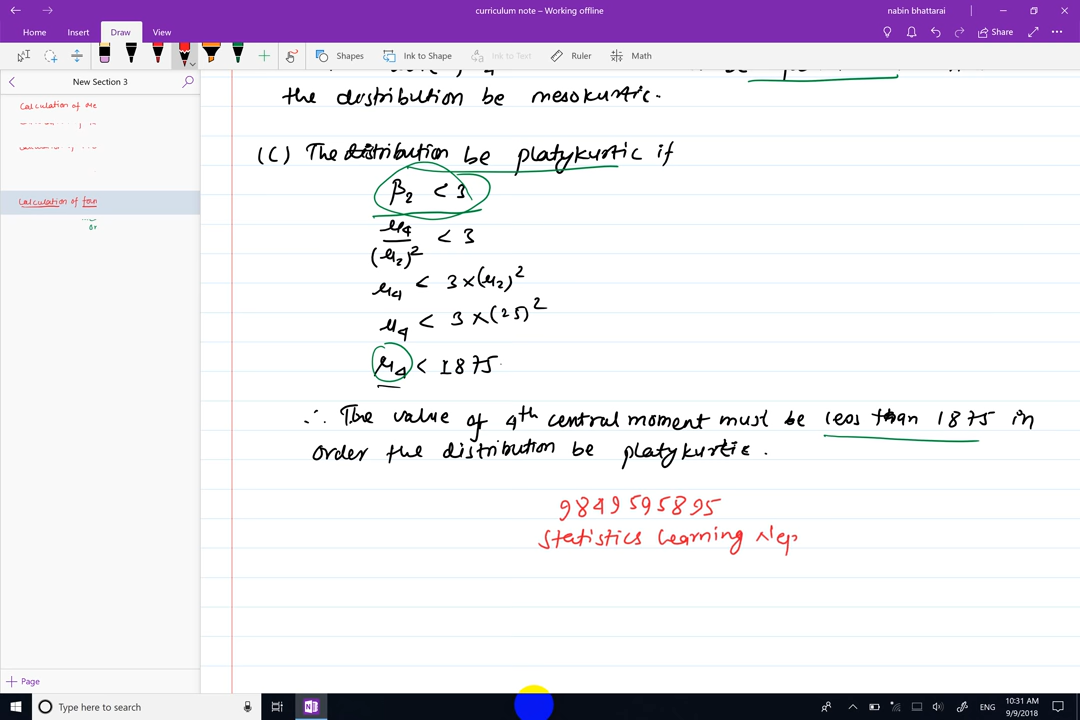 curriculum note – Working offline
nabin bhattarai
Home Insert Draw View
Share
Shapes Ink to Shape Ink to Text Ruler Math
New Section 3
Calculation of
Calculation of
the distribution be mesokurtic.
(C) The distribution be platykurtic if
β₂ < 3
μ₄/(μ₂)² < 3
μ₄ < 3×(μ₂)²
μ₄ < 3×(25)²
μ₄ < 1875
∴ The value of 4th central moment must be less than 1875 in
order the distribution be platykurtic.
9849595895
Statistics Learning Nep
Page
Type here to search
ENG
10:31 AM
9/9/2018